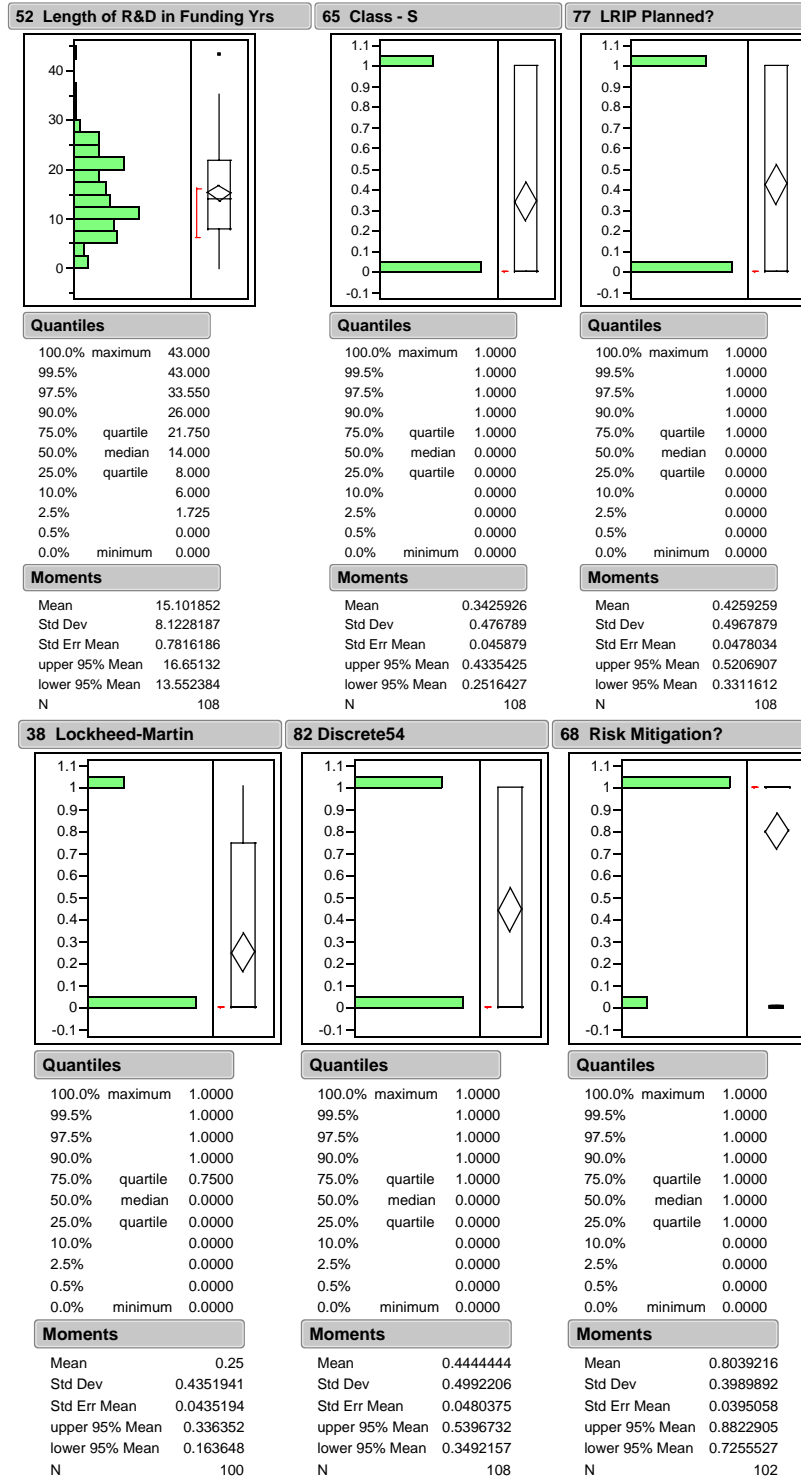 52 Length of R&D in Funding Yrs
40
30
20
10
0
Quantiles
100.0% maximum 43.000
99.5% 43.000
97.5% 33.550
90.0% 26.000
75.0% quartile 21.750
50.0% median 14.000
25.0% quartile 8.000
10.0% 6.000
2.5% 1.725
0.5% 0.000
0.0% minimum 0.000
Moments
Mean 15.101852
Std Dev 8.1228187
Std Err Mean 0.7816186
upper 95% Mean 16.65132
lower 95% Mean 13.552384
N 108
65 Class - S
1.1
1
0.9
0.8
0.7
0.6
0.5
0.4
0.3
0.2
0.1
0
-0.1
Quantiles
100.0% maximum 1.0000
99.5% 1.0000
97.5% 1.0000
90.0% 1.0000
75.0% quartile 1.0000
50.0% median 0.0000
25.0% quartile 0.0000
10.0% 0.0000
2.5% 0.0000
0.5% 0.0000
0.0% minimum 0.0000
Moments
Mean 0.3425926
Std Dev 0.476789
Std Err Mean 0.045879
upper 95% Mean 0.4335425
lower 95% Mean 0.2516427
N 108
77 LRIP Planned?
1.1
1
0.9
0.8
0.7
0.6
0.5
0.4
0.3
0.2
0.1
0
-0.1
Quantiles
100.0% maximum 1.0000
99.5% 1.0000
97.5% 1.0000
90.0% 1.0000
75.0% quartile 1.0000
50.0% median 0.0000
25.0% quartile 0.0000
10.0% 0.0000
2.5% 0.0000
0.5% 0.0000
0.0% minimum 0.0000
Moments
Mean 0.4259259
Std Dev 0.4967879
Std Err Mean 0.0478034
upper 95% Mean 0.5206907
lower 95% Mean 0.3311612
N 108
38 Lockheed-Martin
1.1
1
0.9
0.8
0.7
0.6
0.5
0.4
0.3
0.2
0.1
0
-0.1
Quantiles
100.0% maximum 1.0000
99.5% 1.0000
97.5% 1.0000
90.0% 1.0000
75.0% quartile 0.7500
50.0% median 0.0000
25.0% quartile 0.0000
10.0% 0.0000
2.5% 0.0000
0.5% 0.0000
0.0% minimum 0.0000
Moments
Mean 0.25
Std Dev 0.4351941
Std Err Mean 0.0435194
upper 95% Mean 0.336352
lower 95% Mean 0.163648
N 100
82 Discrete54
1.1
1
0.9
0.8
0.7
0.6
0.5
0.4
0.3
0.2
0.1
0
-0.1
Quantiles
100.0% maximum 1.0000
99.5% 1.0000
97.5% 1.0000
90.0% 1.0000
75.0% quartile 1.0000
50.0% median 0.0000
25.0% quartile 0.0000
10.0% 0.0000
2.5% 0.0000
0.5% 0.0000
0.0% minimum 0.0000
Moments
Mean 0.4444444
Std Dev 0.4992206
Std Err Mean 0.0480375
upper 95% Mean 0.5396732
lower 95% Mean 0.3492157
N 108
68 Risk Mitigation?
1.1
1
0.9
0.8
0.7
0.6
0.5
0.4
0.3
0.2
0.1
0
-0.1
Quantiles
100.0% maximum 1.0000
99.5% 1.0000
97.5% 1.0000
90.0% 1.0000
75.0% quartile 1.0000
50.0% median 1.0000
25.0% quartile 1.0000
10.0% 0.0000
2.5% 0.0000
0.5% 0.0000
0.0% minimum 0.0000
Moments
Mean 0.8039216
Std Dev 0.3989892
Std Err Mean 0.0395058
upper 95% Mean 0.8822905
lower 95% Mean 0.7255527
N 102